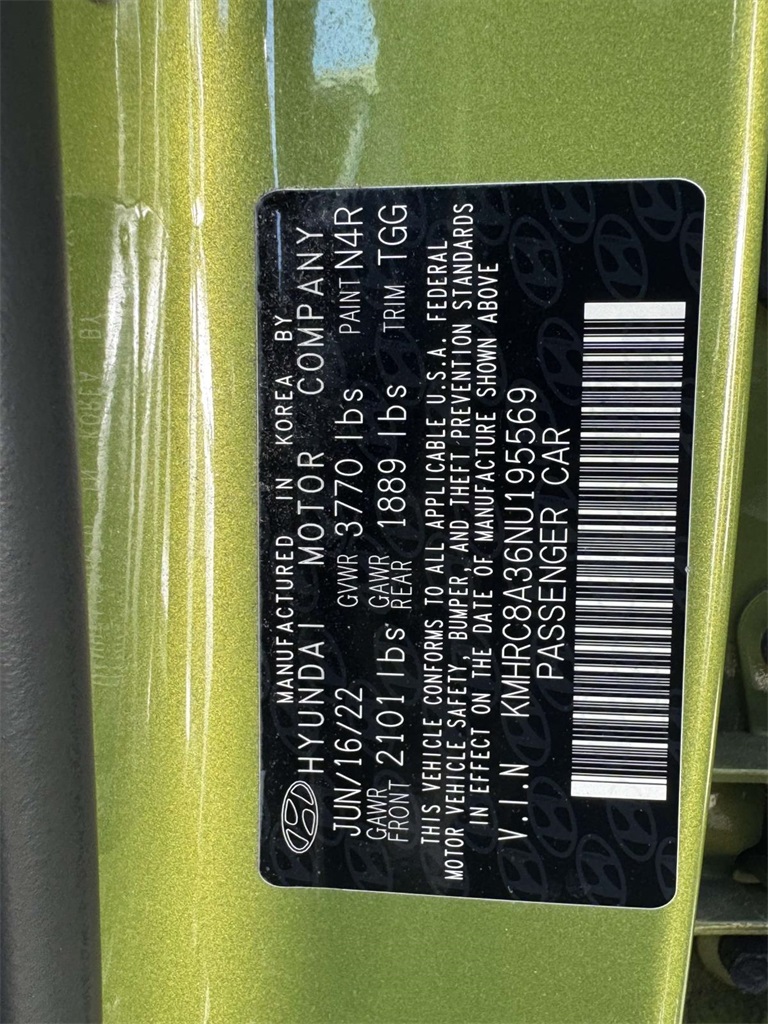 MANUFACTURED IN KOREA BY
HYUNDAI MOTOR COMPANY
JUN/16/22 GVWR 3770 lbs PAINT N4R
GAWR FRONT 2101 lbs GAWR REAR 1889 lbs TRIM TGG
THIS VEHICLE CONFORMS TO ALL APPLICABLE U.S.A. FEDERAL
MOTOR VEHICLE SAFETY, BUMPER, AND THEFT PREVENTION STANDARDS
IN EFFECT ON THE DATE OF MANUFACTURE SHOWN ABOVE
V.I.N KMHRC8A36NU195569
PASSENGER CAR